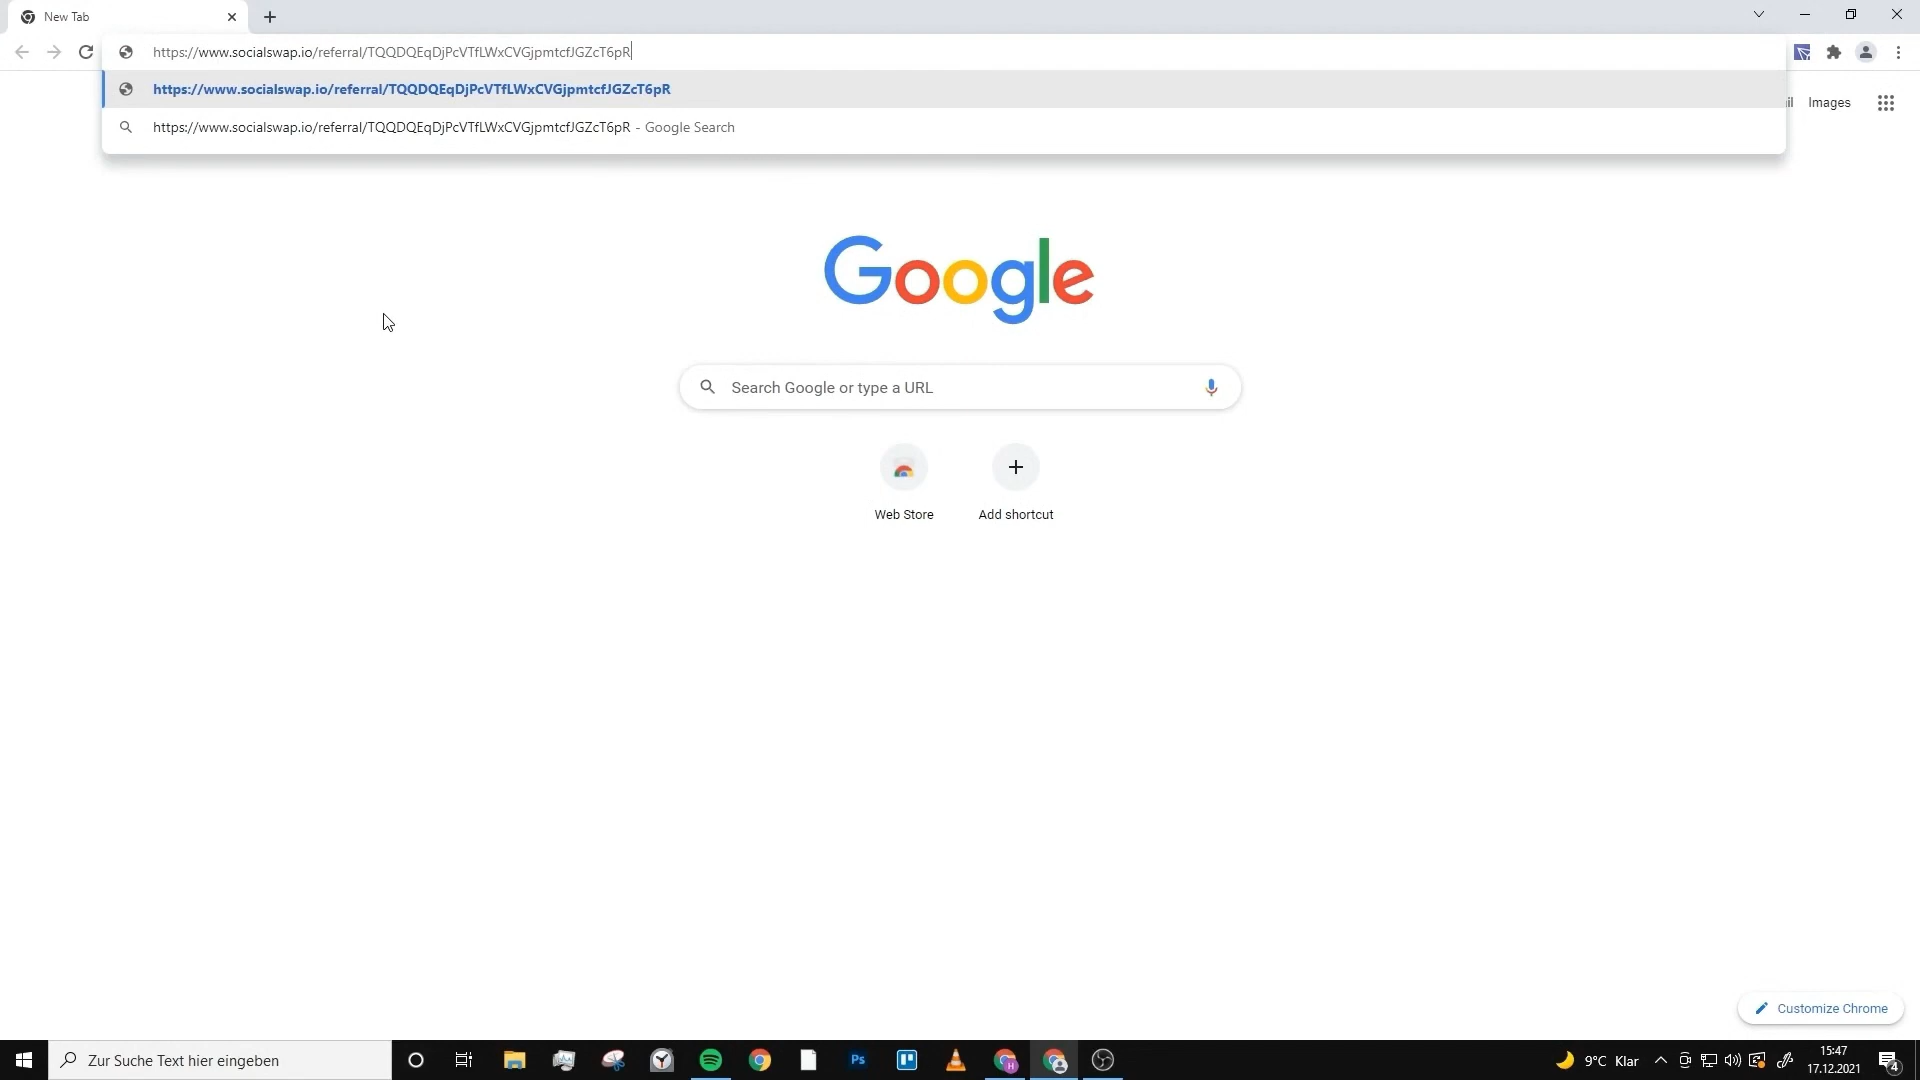 New Tab
https://www.socialswap.io/referral/TQQDQEqDjPcVTfLWxCVGjpmtcfJGZcT6pR
https://www.socialswap.io/referral/TQQDQEqDjPcVTfLWxCVGjpmtcfJGZcT6pR
https://www.socialswap.io/referral/TQQDQEqDjPcVTfLWxCVGjpmtcfJGZcT6pR - Google Search
Images
Google
Search Google or type a URL
Web Store
Add shortcut
Customize Chrome
Zur Suche Text hier eingeben
Ps
H
9°C Klar
15:47
17.12.2021
4